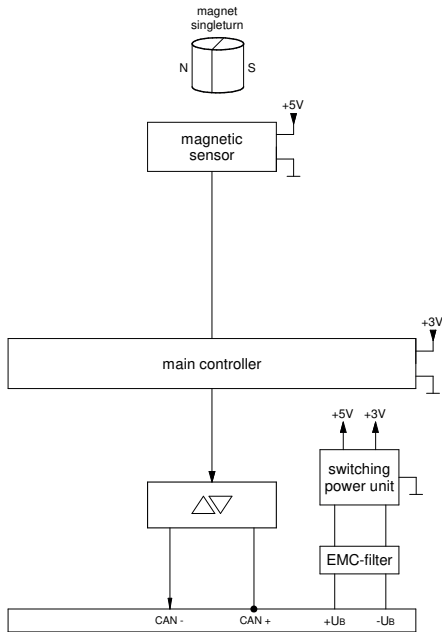 magnet
singleturn
N S
+5V
magnetic
sensor
+3V
main controller
+5V +3V
switching
power unit
EMC-filter
CAN - CAN + +UB -UB